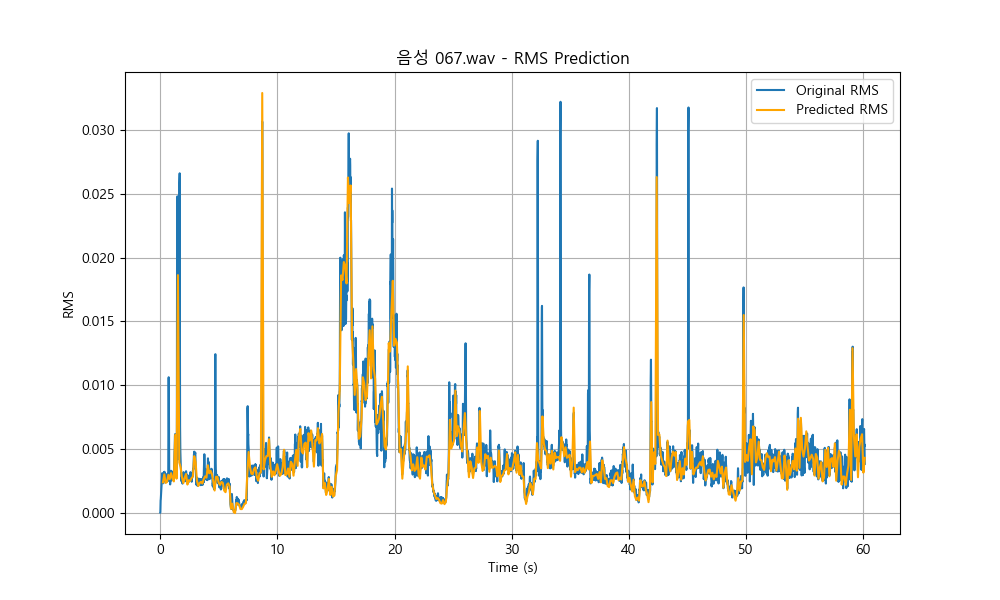 음성 067.wav - RMS Prediction
Original RMS
Predicted RMS
RMS
0.030
0.025
0.020
0.015
0.010
0.005
0.000
0 10 20 30 40 50 60
Time (s)